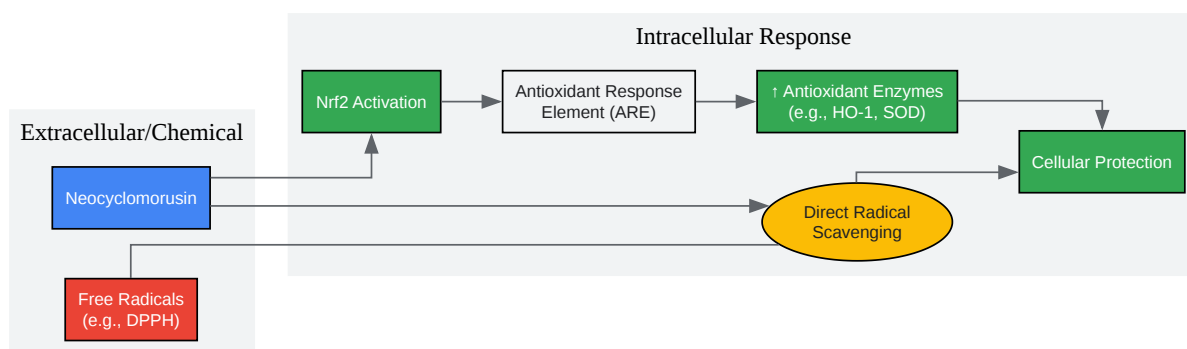 Intracellular Response
Nrf2 Activation
Antioxidant Response
Element (ARE)
↑ Antioxidant Enzymes
(e.g., HO-1, SOD)
Cellular Protection
Extracellular/Chemical
Neocyclomorusin
Direct Radical
Scavenging
Free Radicals
(e.g., DPPH)